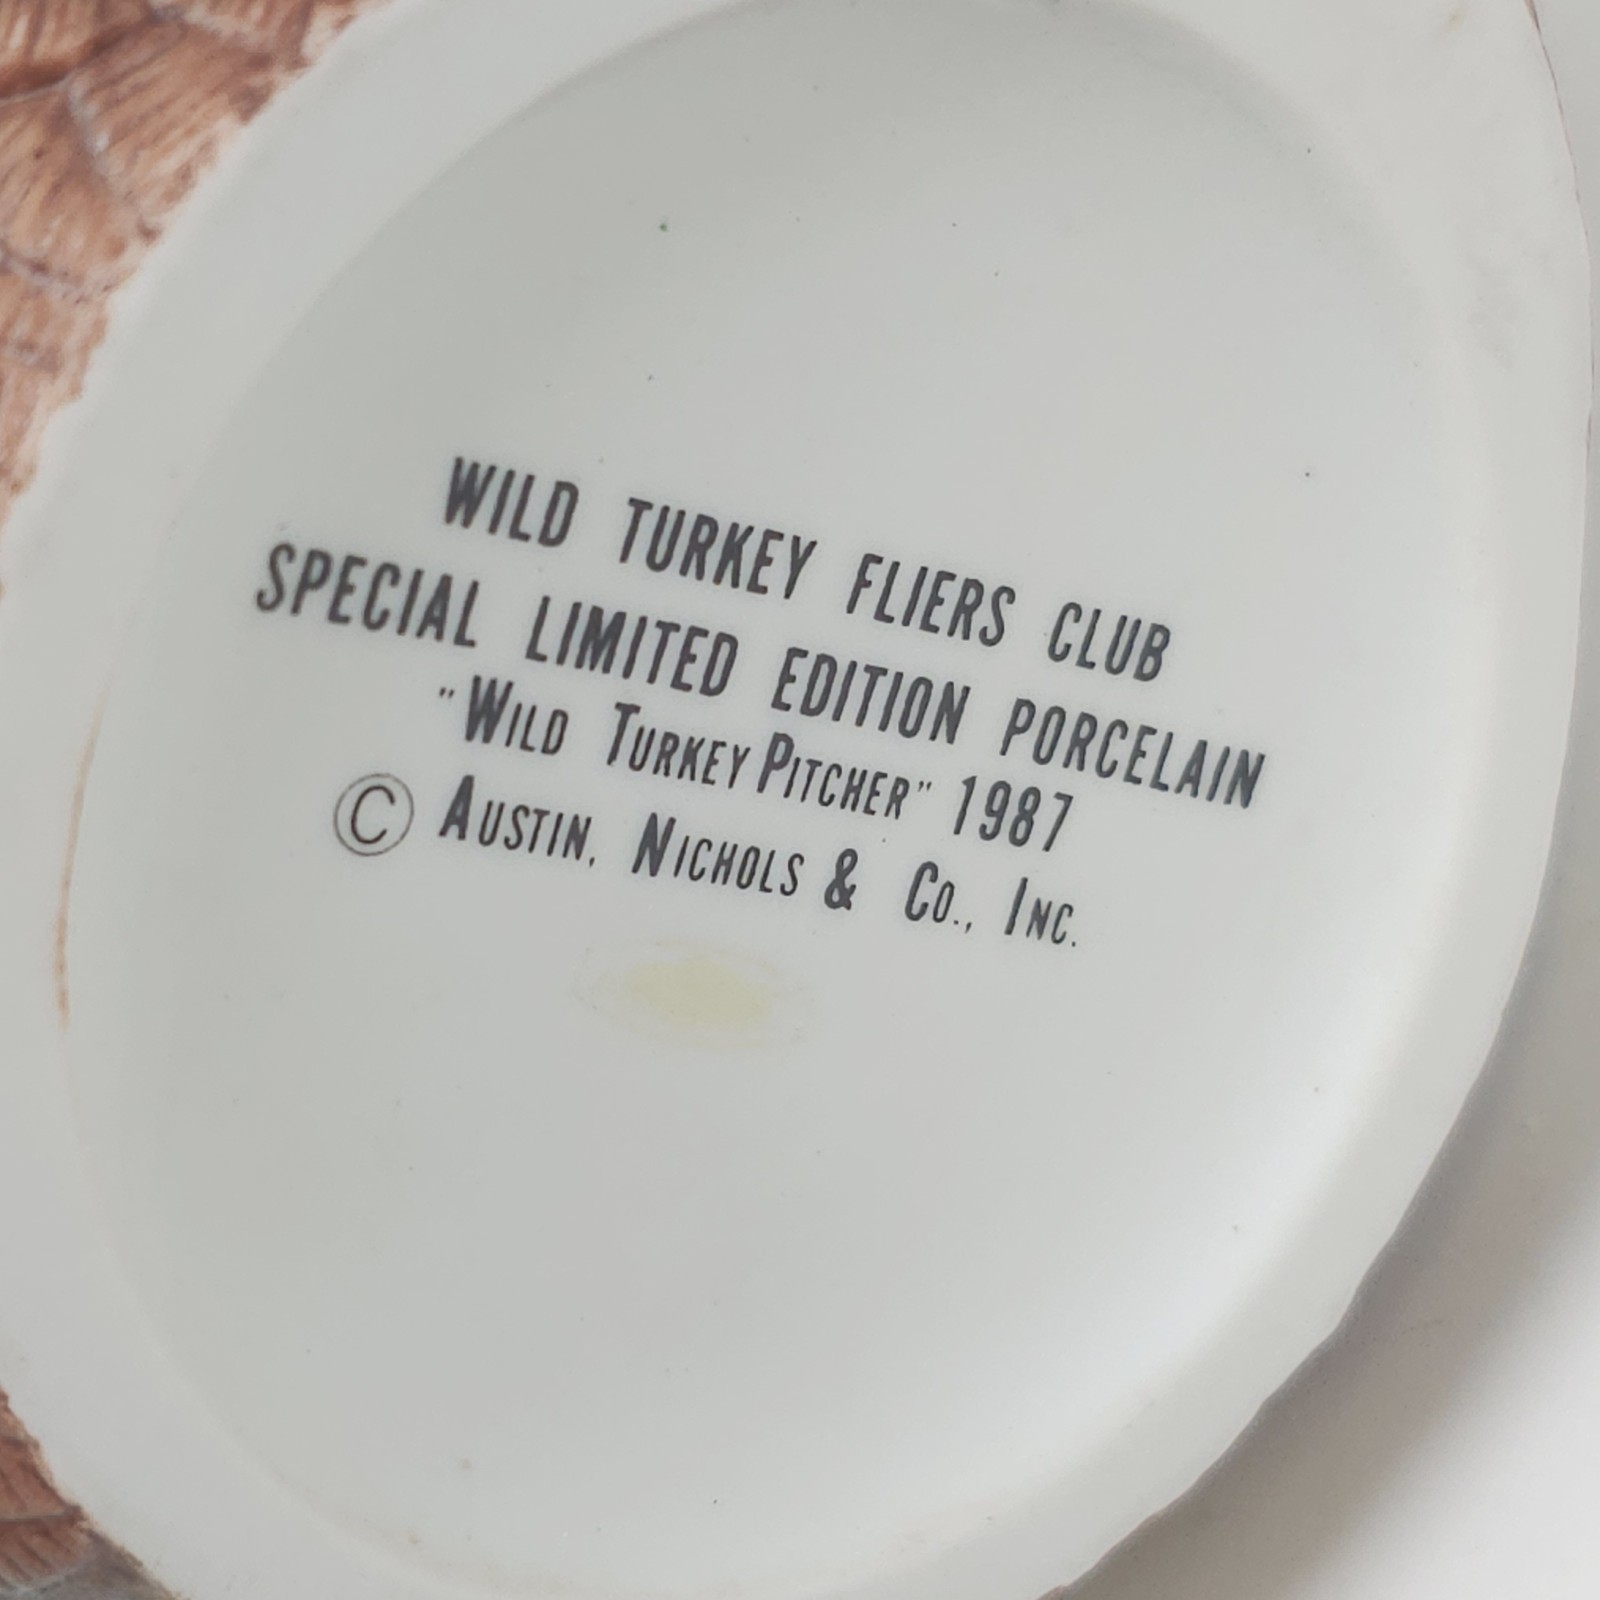 WILD TURKEY FLIERS CLUB
SPECIAL LIMITED EDITION PORCELAIN
"WILD TURKEY PITCHER" 1987
© AUSTIN, NICHOLS & CO., INC.